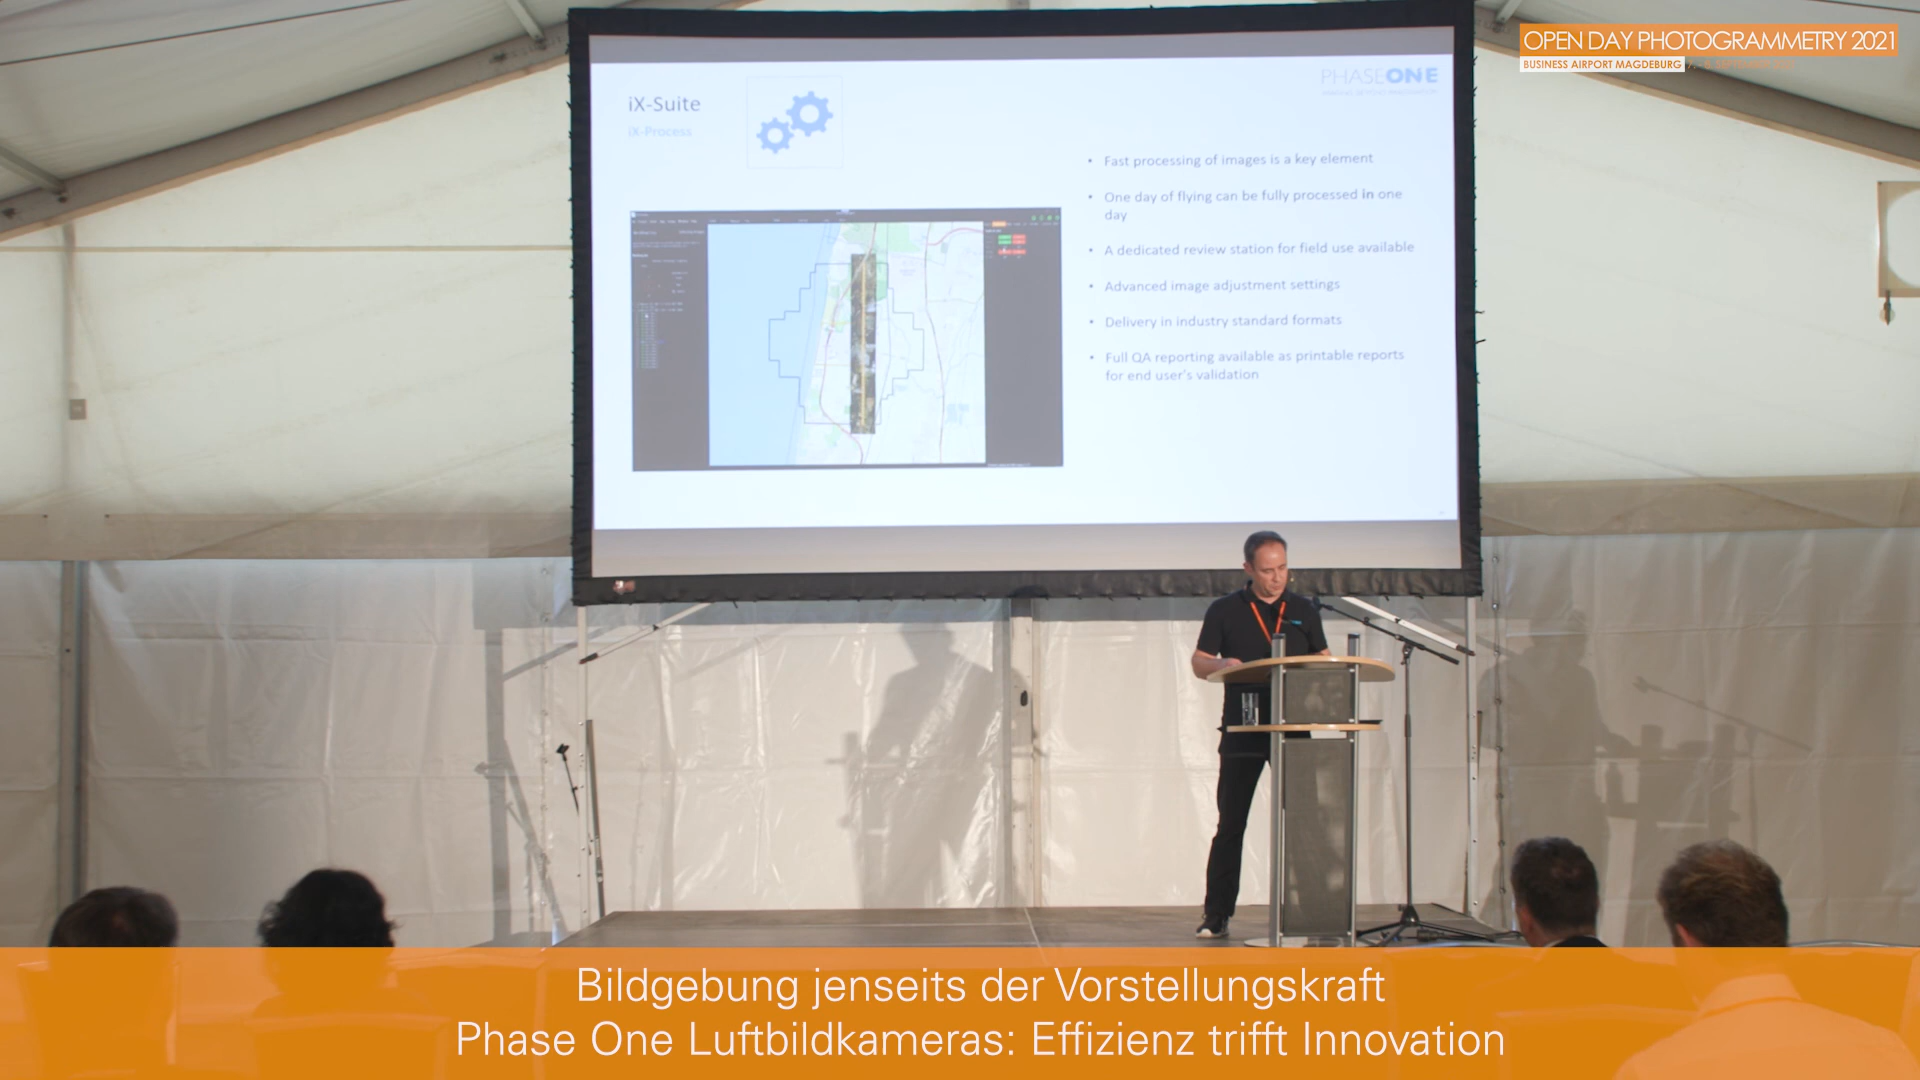 OPEN DAY PHOTOGRAMMETRY 2021
BUSINESS AIRPORT MAGDEBURG
PHASEONE
iX-Suite
iX-Process
• Fast processing of images is a key element
• One day of flying can be fully processed in one
day
• A dedicated review station for field use available
• Advanced image adjustment settings
• Delivery in industry standard formats
• Full QA reporting available as printable reports
for end user's validation
Bildgebung jenseits der Vorstellungskraft
Phase One Luftbildkameras: Effizienz trifft Innovation